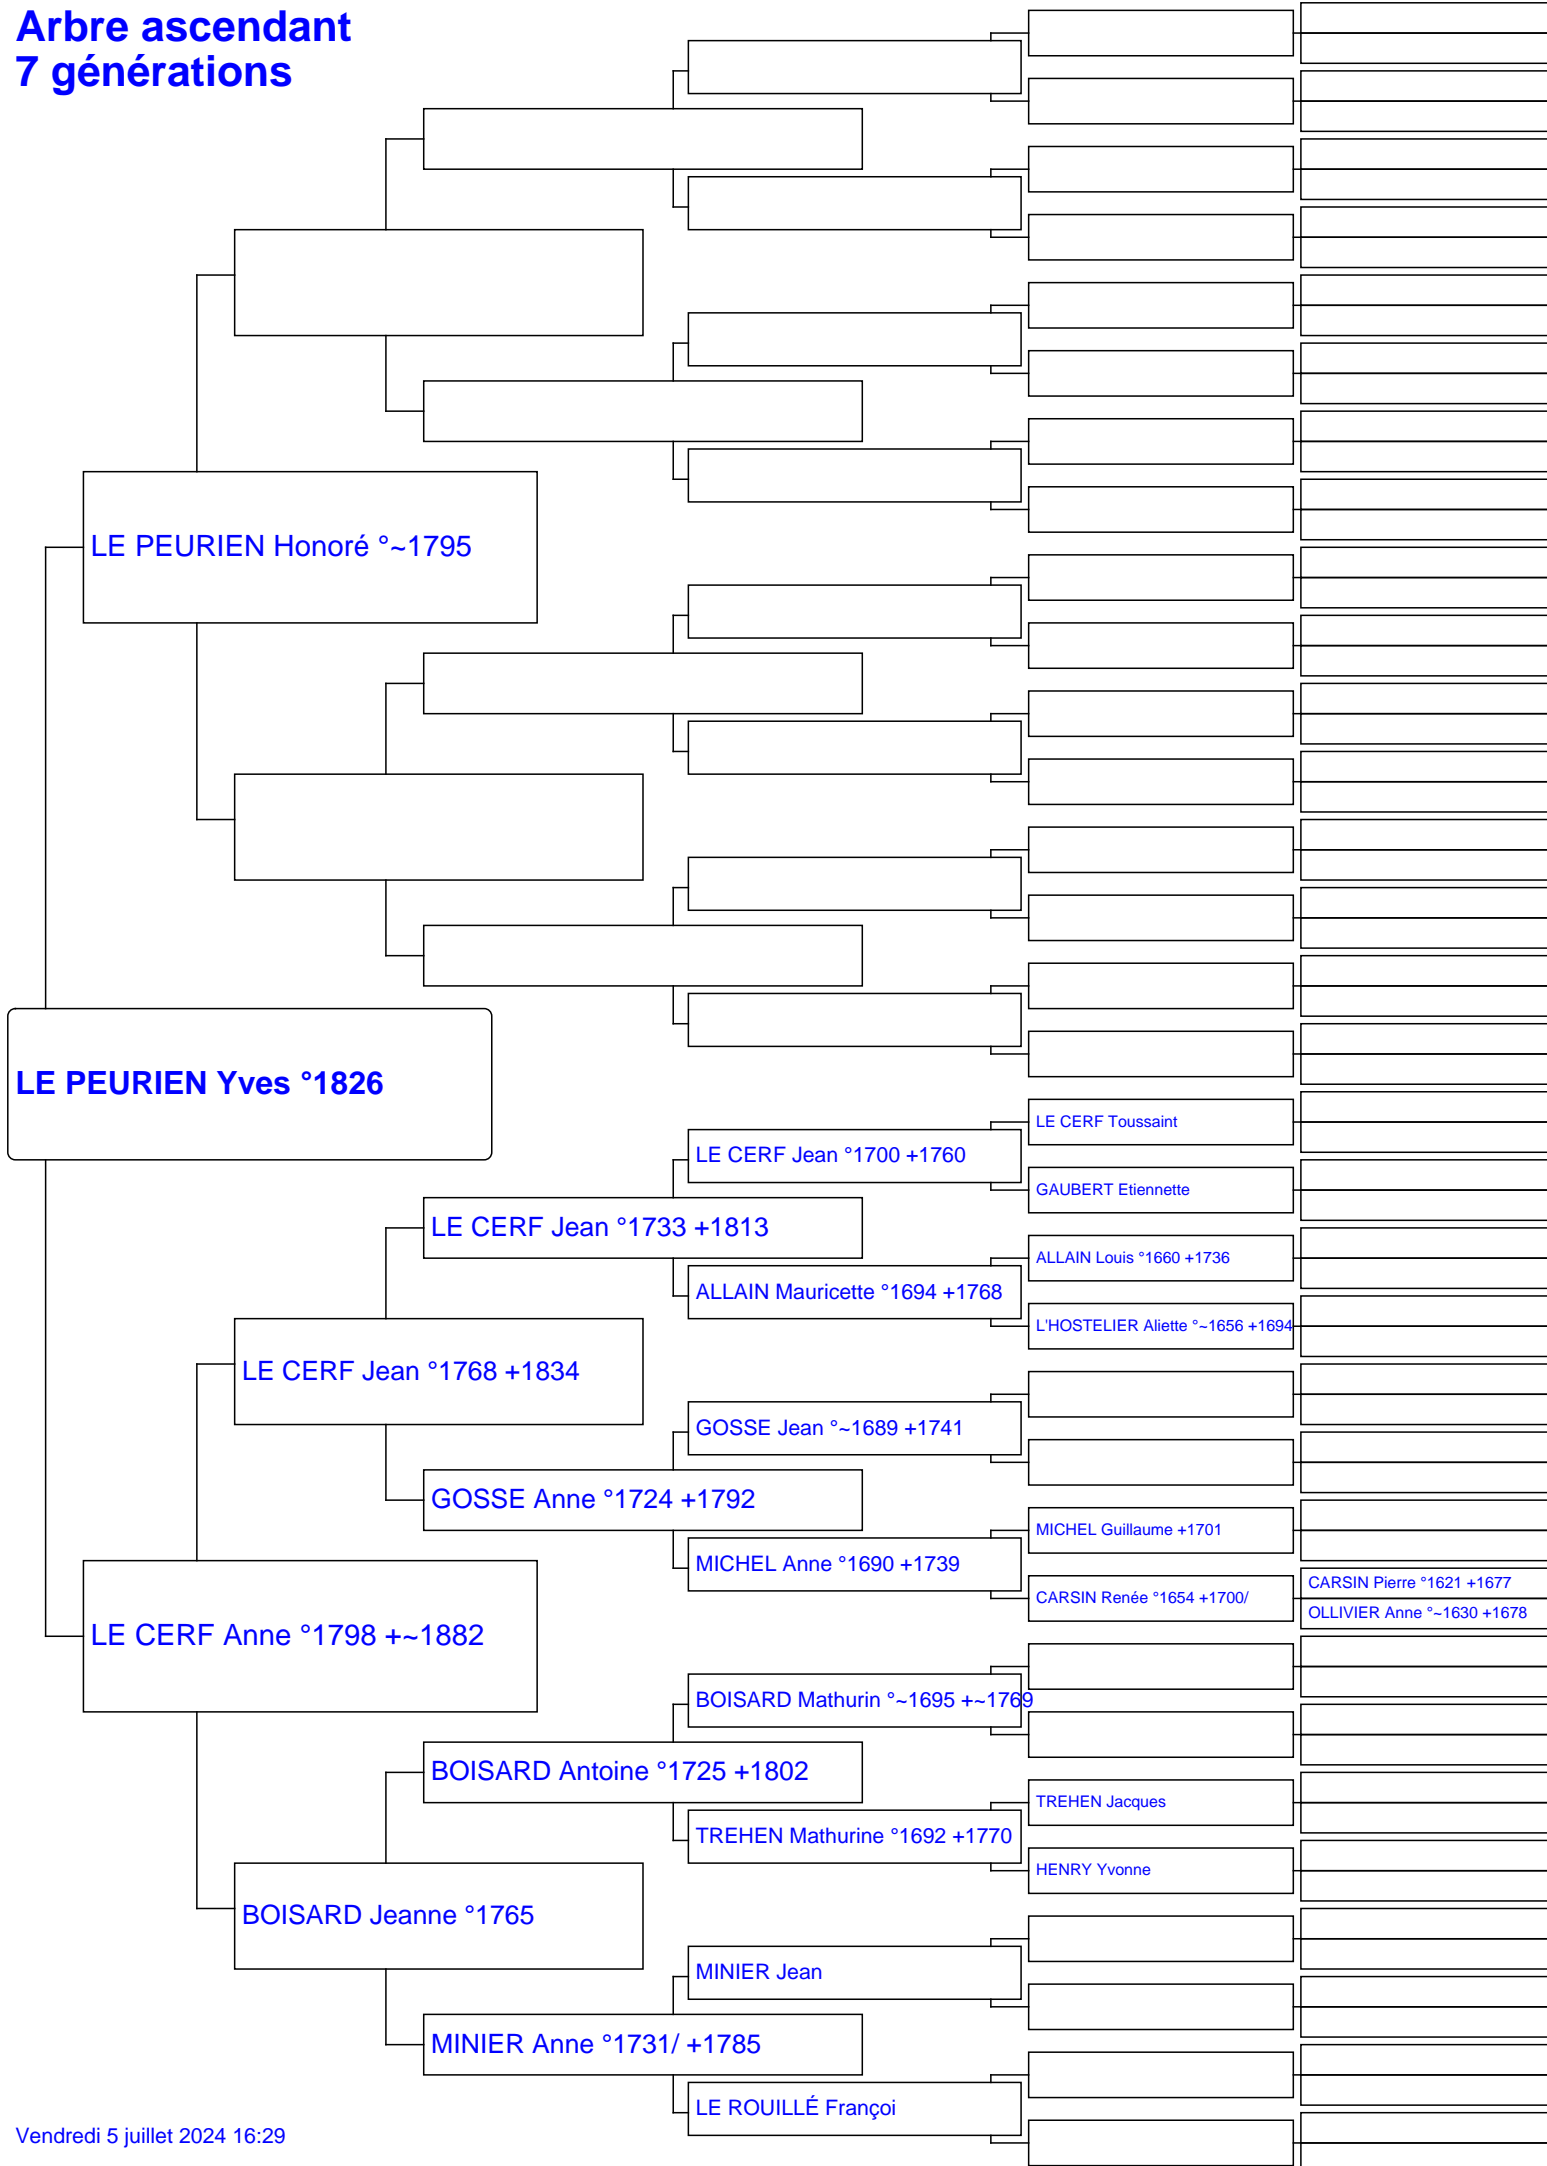 Arbre ascendant
7 générations
LE PEURIEN Honoré °~1795
LE PEURIEN Yves °1826
LE CERF Toussaint
LE CERF Jean °1700 +1760
GAUBERT Etiennette
LE CERF Jean °1733 +1813
ALLAIN Louis °1660 +1736
ALLAIN Mauricette °1694 +1768
L'HOSTELIER Aliette °~1656 +1694
LE CERF Jean °1768 +1834
GOSSE Jean °~1689 +1741
GOSSE Anne °1724 +1792
MICHEL Guillaume +1701
MICHEL Anne °1690 +1739
CARSIN Pierre °1621 +1677
CARSIN Renée °1654 +1700/
OLLIVIER Anne °~1630 +1678
LE CERF Anne °1798 +~1882
BOISARD Mathurin °~1695 +~1769
BOISARD Antoine °1725 +1802
TREHEN Jacques
TREHEN Mathurine °1692 +1770
HENRY Yvonne
BOISARD Jeanne °1765
MINIER Jean
MINIER Anne °1731/ +1785
LE ROUILLÉ Françoi
Vendredi 5 juillet 2024 16:29